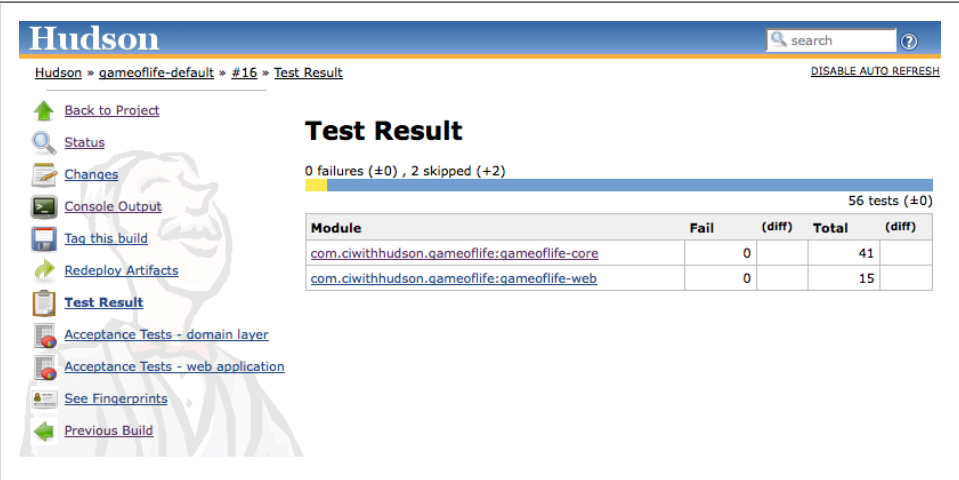 Hudson
search
?
Hudson » gameoflife-default » #16 » Test Result
DISABLE AUTO REFRESH
Back to Project
Status
Changes
Console Output
Tag this build
Redeploy Artifacts
Test Result
Acceptance Tests - domain layer
Acceptance Tests - web application
See Fingerprints
Previous Build
Test Result
0 failures (±0) , 2 skipped (+2)
56 tests (±0)
Module Fail (diff) Total (diff)
com.ciwithhudson.gameoflife:gameoflife-core 0 41
com.ciwithhudson.gameoflife:gameoflife-web 0 15